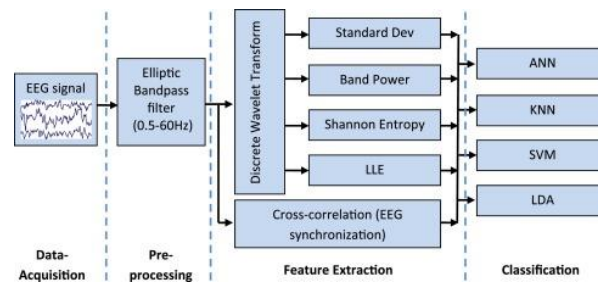 EEG signal
Elliptic
Bandpass
filter
(0.5-60Hz)
Discrete Wavelet Transform
Standard Dev
Band Power
Shannon Entropy
LLE
Cross-correlation (EEG
synchronization)
ANN
KNN
SVM
LDA
Data-
Acquisition
Pre-
processing
Feature Extraction
Classification